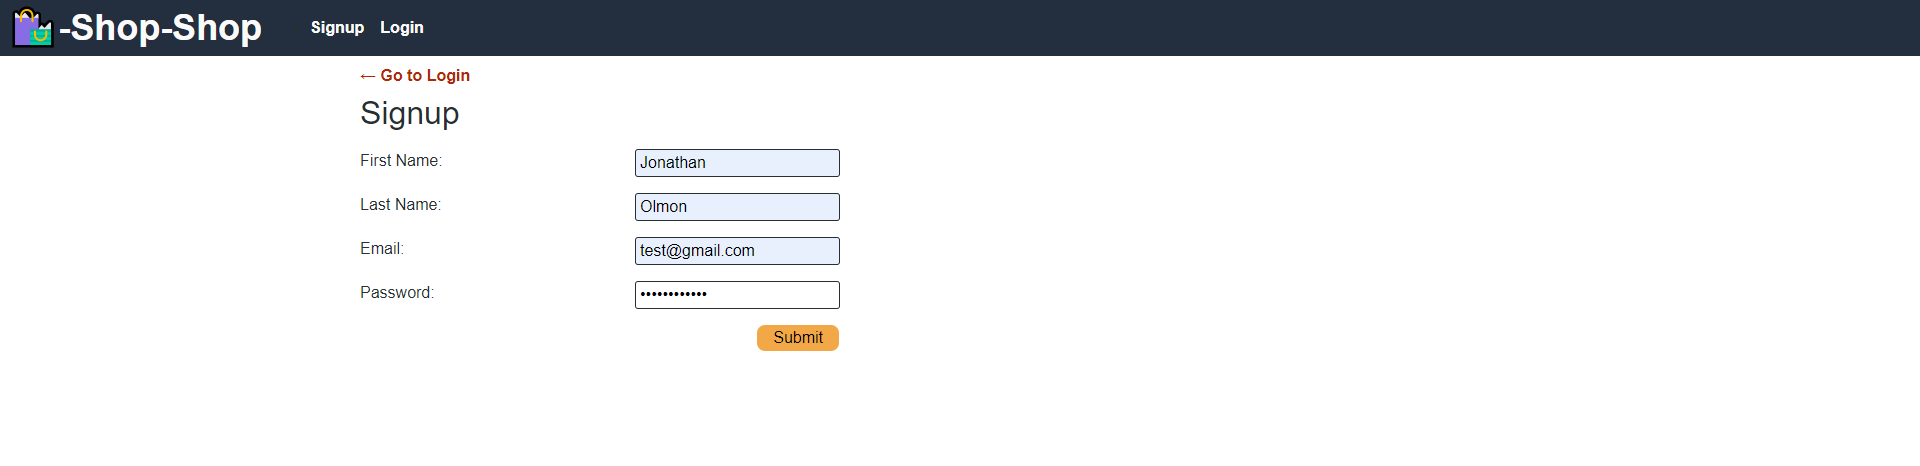 -Shop-Shop Signup Login
← Go to Login
Signup
First Name: Jonathan
Last Name: Olmon
Email: test@gmail.com
Password: ••••••••••••
Submit